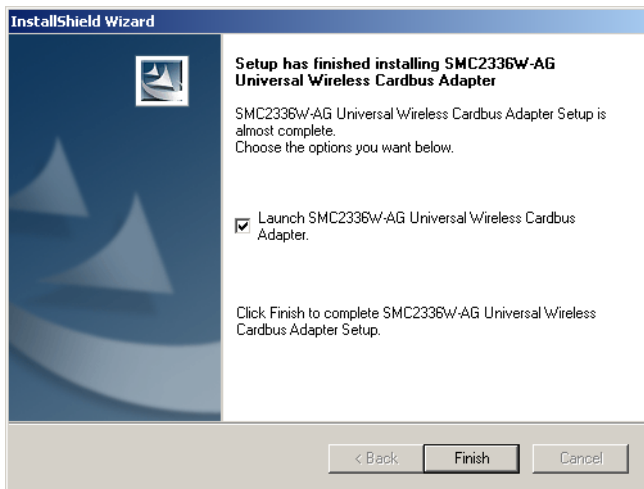 InstallShield Wizard
Setup has finished installing SMC2336W-AG
Universal Wireless Cardbus Adapter
SMC2336W-AG Universal Wireless Cardbus Adapter Setup is
almost complete.
Choose the options you want below.
Launch SMC2336W-AG Universal Wireless Cardbus
Adapter.
Click Finish to complete SMC2336W-AG Universal Wireless
Cardbus Adapter Setup.
< Back
Finish
Cancel